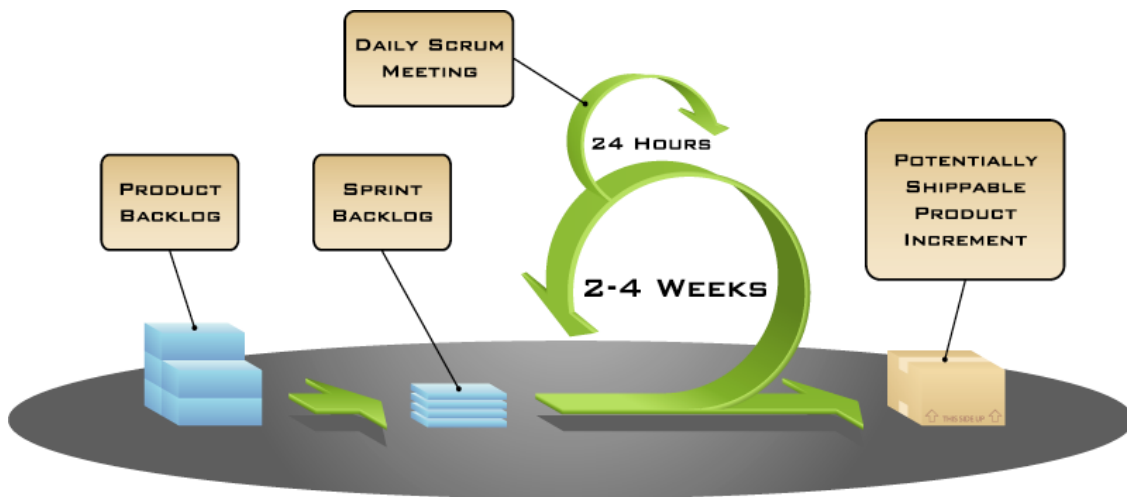 DAILY SCRUM
MEETING
24 HOURS
PRODUCT
BACKLOG
SPRINT
BACKLOG
POTENTIALLY
SHIPPABLE
PRODUCT
INCREMENT
2-4 WEEKS
THIS SIDE UP